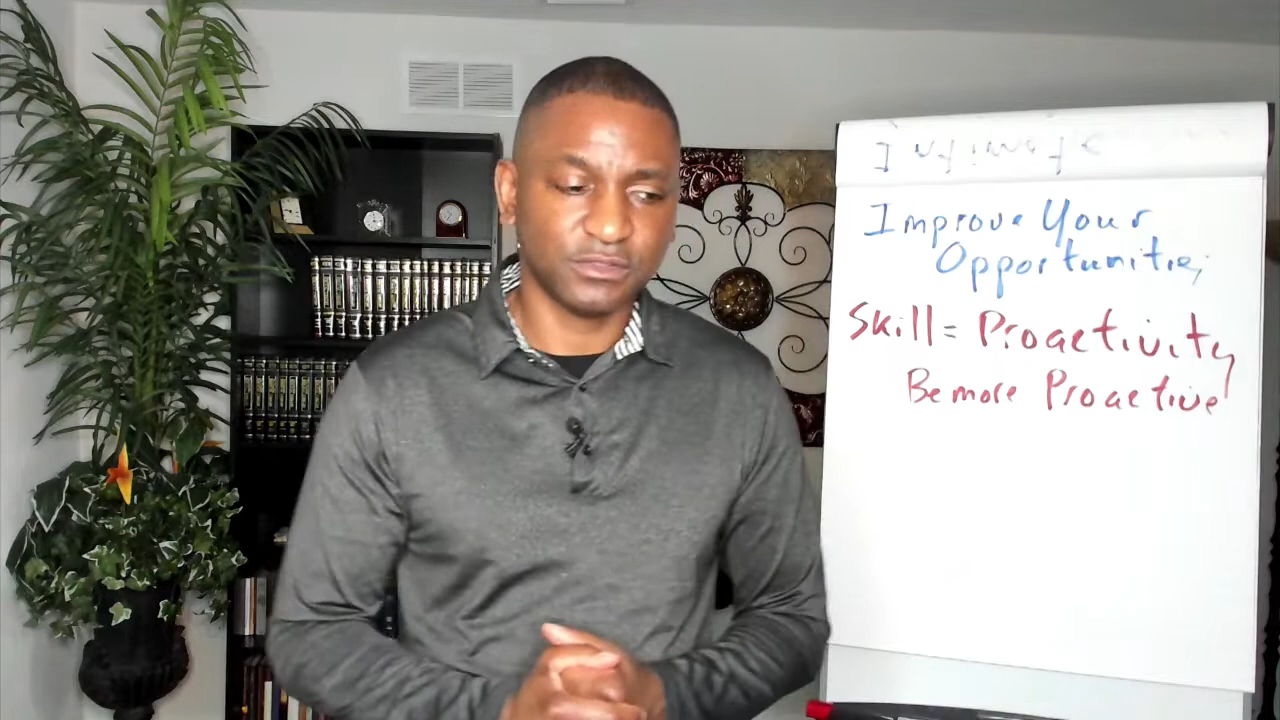 Improve Your
Opportunities
Skill = Proactivity
Be more Proactive